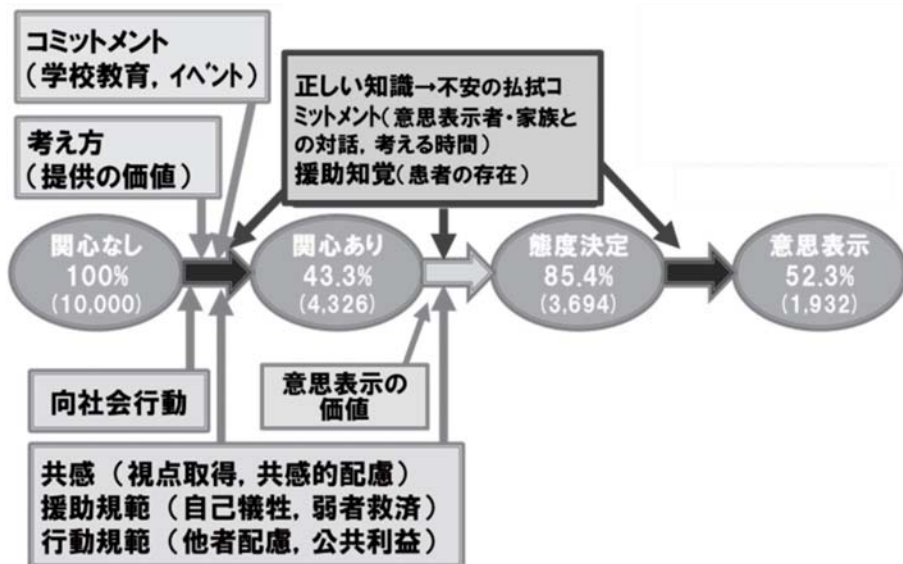 コミットメント
(学校教育, イベント)
考え方
(提供の価値)
正しい知識→不安の払拭コ
ミットメント(意思表示者・家族と
の対話, 考える時間)
援助知覚(患者の存在)
関心なし
100%
(10,000)
関心あり
43.3%
(4,326)
態度決定
85.4%
(3,694)
意思表示
52.3%
(1,932)
向社会行動
意思表示の
価値
共感 (視点取得, 共感的配慮)
援助規範 (自己犠牲, 弱者救済)
行動規範 (他者配慮, 公共利益)